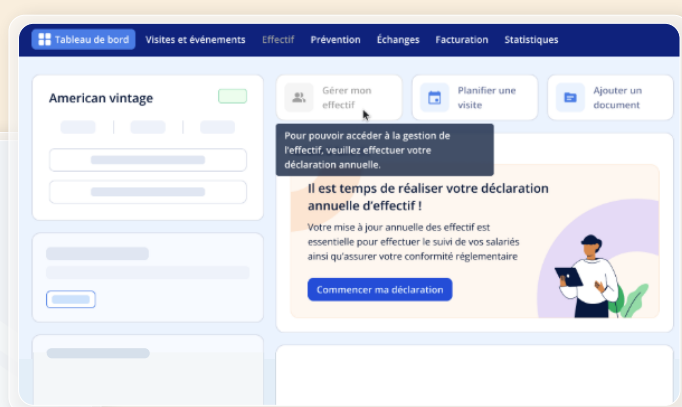 Tableau de bord
Visites et événements
Effectif
Prévention
Échanges
Facturation
Statistiques
American vintage
Gérer mon
effectif
Planifier une
visite
Ajouter un
document
Pour pouvoir accéder à la gestion de
l'effectif, veuillez effectuer votre
déclaration annuelle.
Il est temps de réaliser votre déclaration
annuelle d'effectif !
Votre mise à jour annuelle des effectif est
essentielle pour effectuer le suivi de vos salariés
ainsi qu'assurer votre conformité réglementaire
Commencer ma déclaration